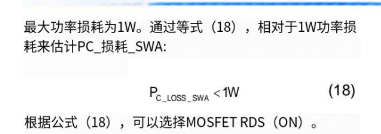 最大功率损耗为1W。通过等式（18），相对于1W功率损
耗来估计PC_损耗_SWA:
P_C_LOSS_SWA <1W (18)
根据公式（18），可以选择MOSFET RDS（ON）。